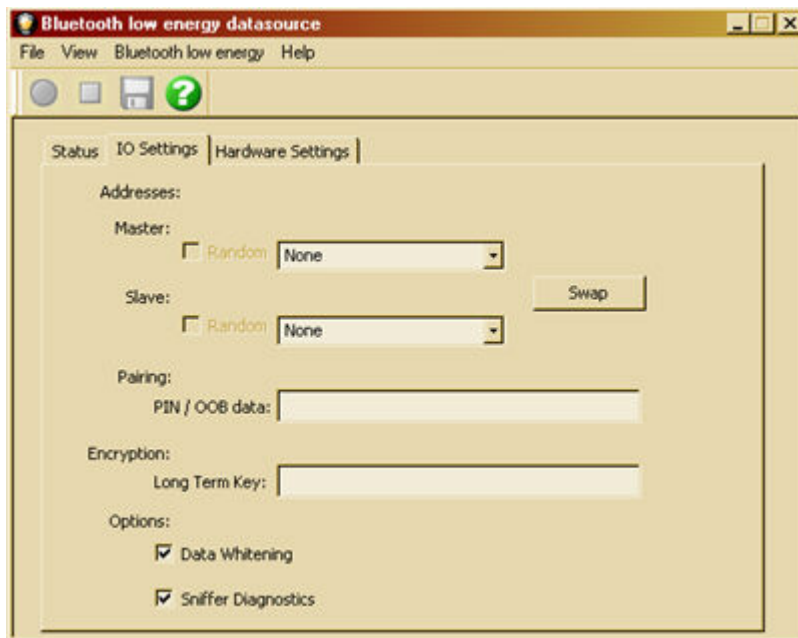 Bluetooth low energy datasource
File View Bluetooth low energy Help
Status IO Settings Hardware Settings
Addresses:
Master:
Random None
Swap
Slave:
Random None
Pairing:
PIN / OOB data:
Encryption:
Long Term Key:
Options:
Data Whitening
Sniffer Diagnostics